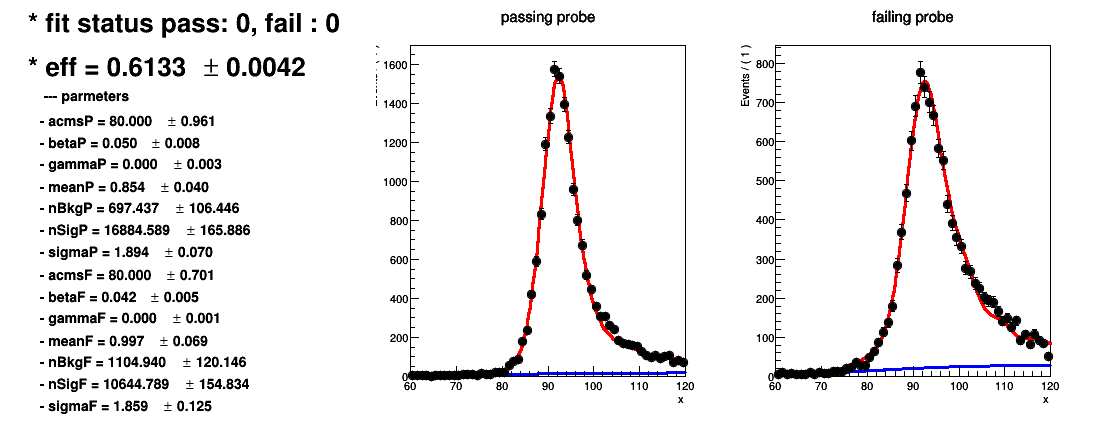 * fit status pass: 0, fail : 0
* eff = 0.6133 ± 0.0042
--- parmeters
- acmsP = 80.000 ± 0.961
- betaP = 0.050 ± 0.008
- gammaP = 0.000 ± 0.003
- meanP = 0.854 ± 0.040
- nBkgP = 697.437 ± 106.446
- nSigP = 16884.589 ± 165.886
- sigmaP = 1.894 ± 0.070
- acmsF = 80.000 ± 0.701
- betaF = 0.042 ± 0.005
- gammaF = 0.000 ± 0.001
- meanF = 0.997 ± 0.069
- nBkgF = 1104.940 ± 120.146
- nSigF = 10644.789 ± 154.834
- sigmaF = 1.859 ± 0.125
passing probe
1600
1400
1200
1000
800
600
400
200
0
60 70 80 90 100 110 120
x
failing probe
Events / ( 1 )
800
700
600
500
400
300
200
100
0
60 70 80 90 100 110 120
x